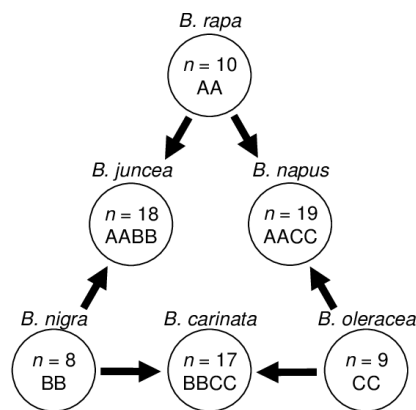 B. rapa
n = 10
AA
B. juncea
n = 18
AABB
B. napus
n = 19
AACC
B. nigra
n = 8
BB
B. carinata
n = 17
BBCC
B. oleracea
n = 9
CC